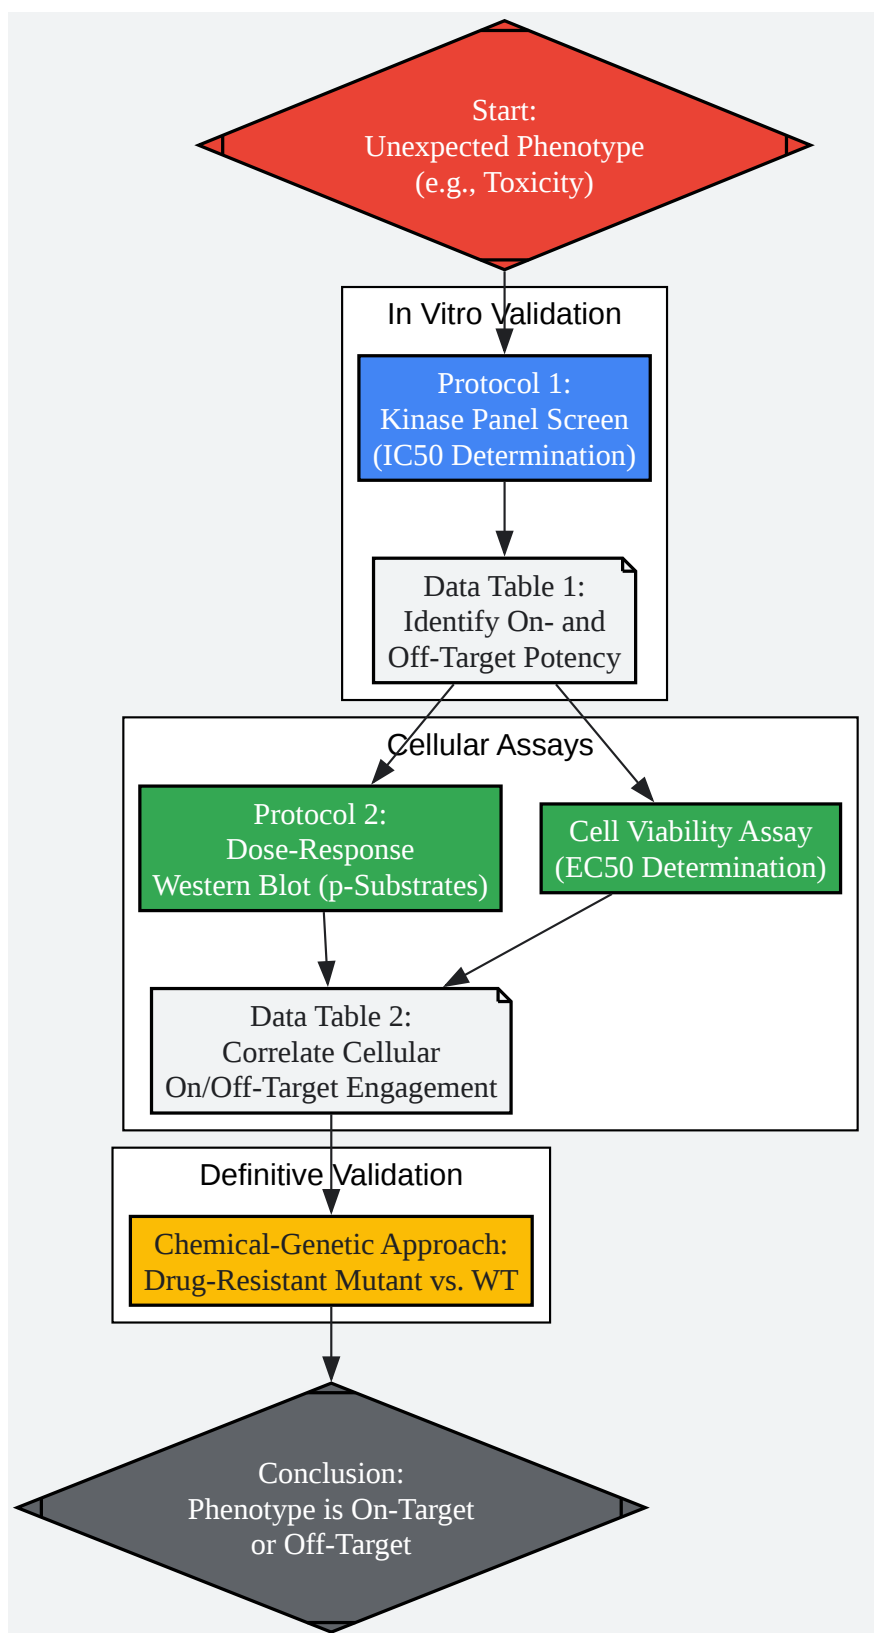 Start:
Unexpected Phenotype
(e.g., Toxicity)
In Vitro Validation
Protocol 1:
Kinase Panel Screen
(IC50 Determination)
Data Table 1:
Identify On- and
Off-Target Potency
Cellular Assays
Protocol 2:
Dose-Response
Western Blot (p-Substrates)
Cell Viability Assay
(EC50 Determination)
Data Table 2:
Correlate Cellular
On/Off-Target Engagement
Definitive Validation
Chemical-Genetic Approach:
Drug-Resistant Mutant vs. WT
Conclusion:
Phenotype is On-Target
or Off-Target